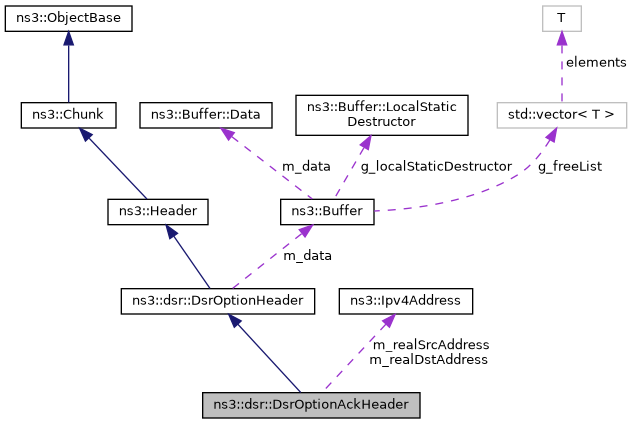 ns3::ObjectBase
T
elements
ns3::Chunk
ns3::Buffer::Data
ns3::Buffer::LocalStatic
Destructor
std::vector< T >
m_data
g_localStaticDestructor
g_freeList
ns3::Header
ns3::Buffer
m_data
ns3::dsr::DsrOptionHeader
ns3::Ipv4Address
m_realSrcAddress
m_realDstAddress
ns3::dsr::DsrOptionAckHeader